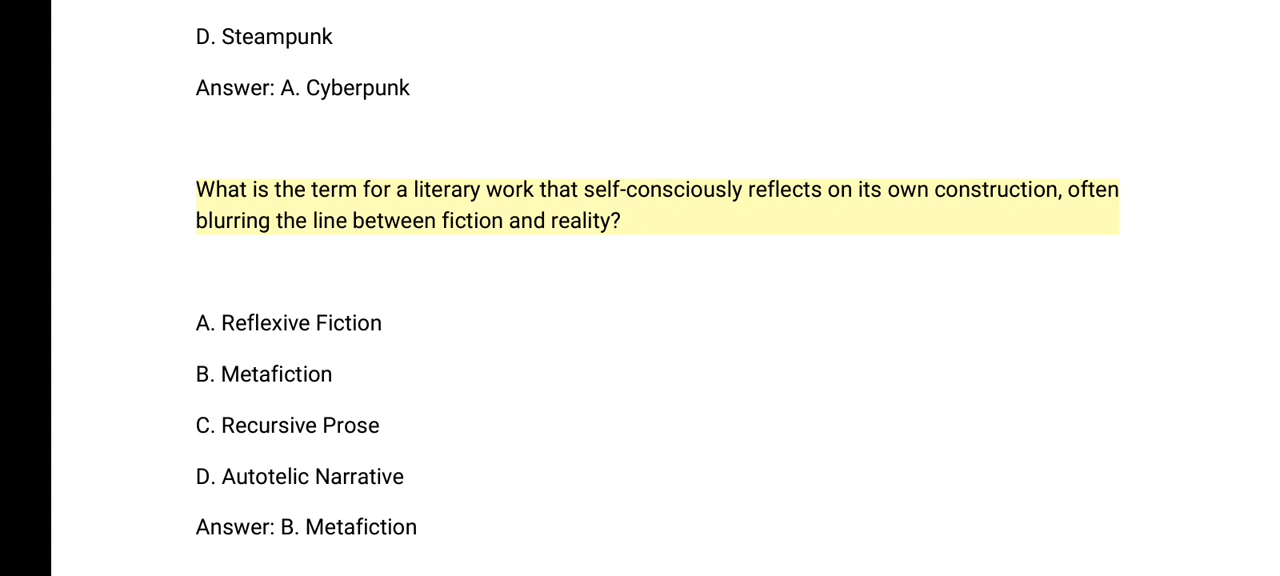 D. Steampunk
Answer: A. Cyberpunk
What is the term for a literary work that self-consciously reflects on its own construction, often
blurring the line between fiction and reality?
A. Reflexive Fiction
B. Metafiction
C. Recursive Prose
D. Autotelic Narrative
Answer: B. Metafiction